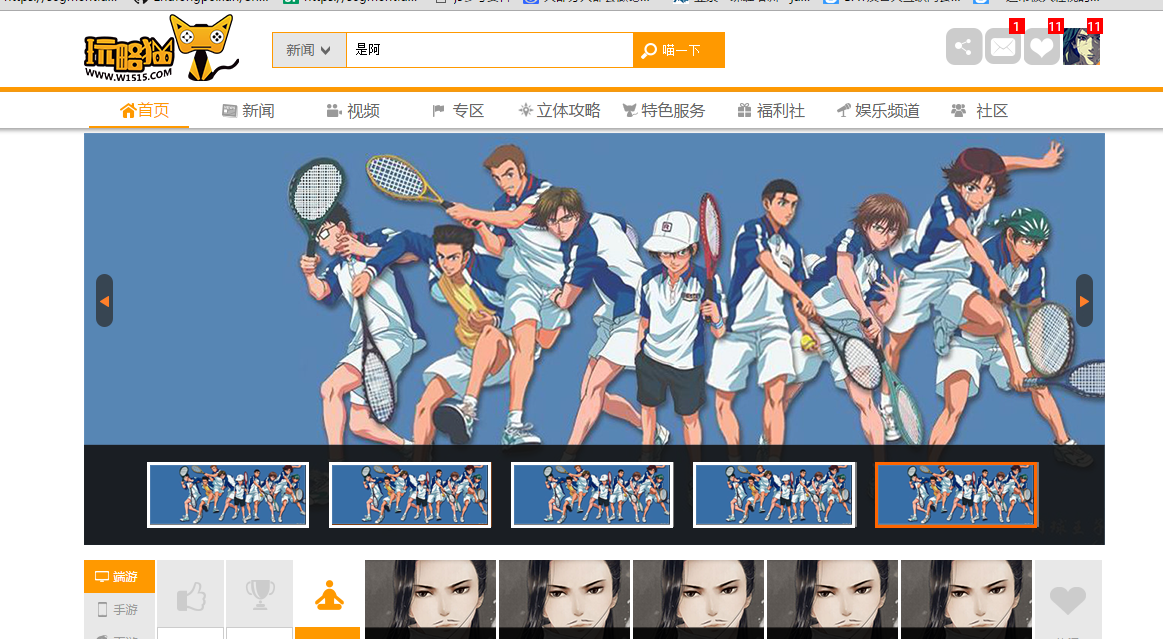 玩略猫
WWW.W1515.COM
新闻
是阿
喵一下
1
11
11
首页
新闻
视频
专区
立体攻略
特色服务
福利社
娱乐频道
社区
端游
手游